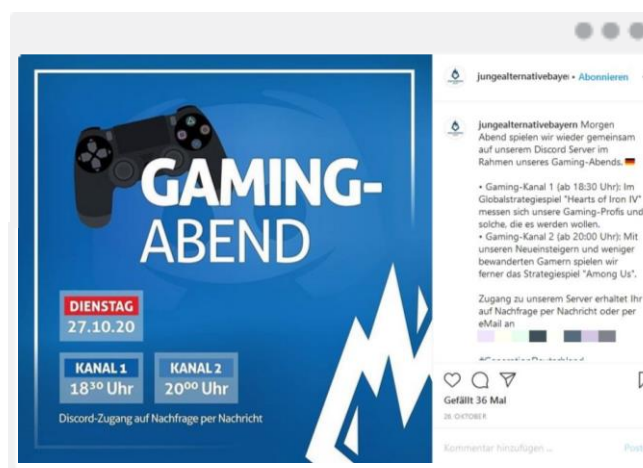 GAMING-
ABEND
DIENSTAG
27.10.20
KANAL 1
18³⁰ Uhr
KANAL 2
20⁰⁰ Uhr
Discord-Zugang auf Nachfrage per Nachricht
jungealternativebayer • Abonnieren
jungealternativebayern Morgen
Abend spielen wir wieder gemeinsam
auf unserem Discord Server im
Rahmen unseres Gaming-Abends. 🇩🇪
• Gaming-Kanal 1 (ab 18:30 Uhr): Im
Globalstrategiespiel "Hearts of Iron IV"
messen sich unsere Gaming-Profis und
solche, die es werden wollen.
• Gaming-Kanal 2 (ab 20:00 Uhr): Mit
unseren Neueinsteigern und weniger
bewanderten Gamern spielen wir
ferner das Strategiespiel "Among Us".
Zugang zu unserem Server erhaltet Ihr
auf Nachfrage per Nachricht oder per
eMail an
#GenerationDeutschland
Gefällt 36 Mal
26. OKTOBER
Kommentar hinzufügen ...
Post